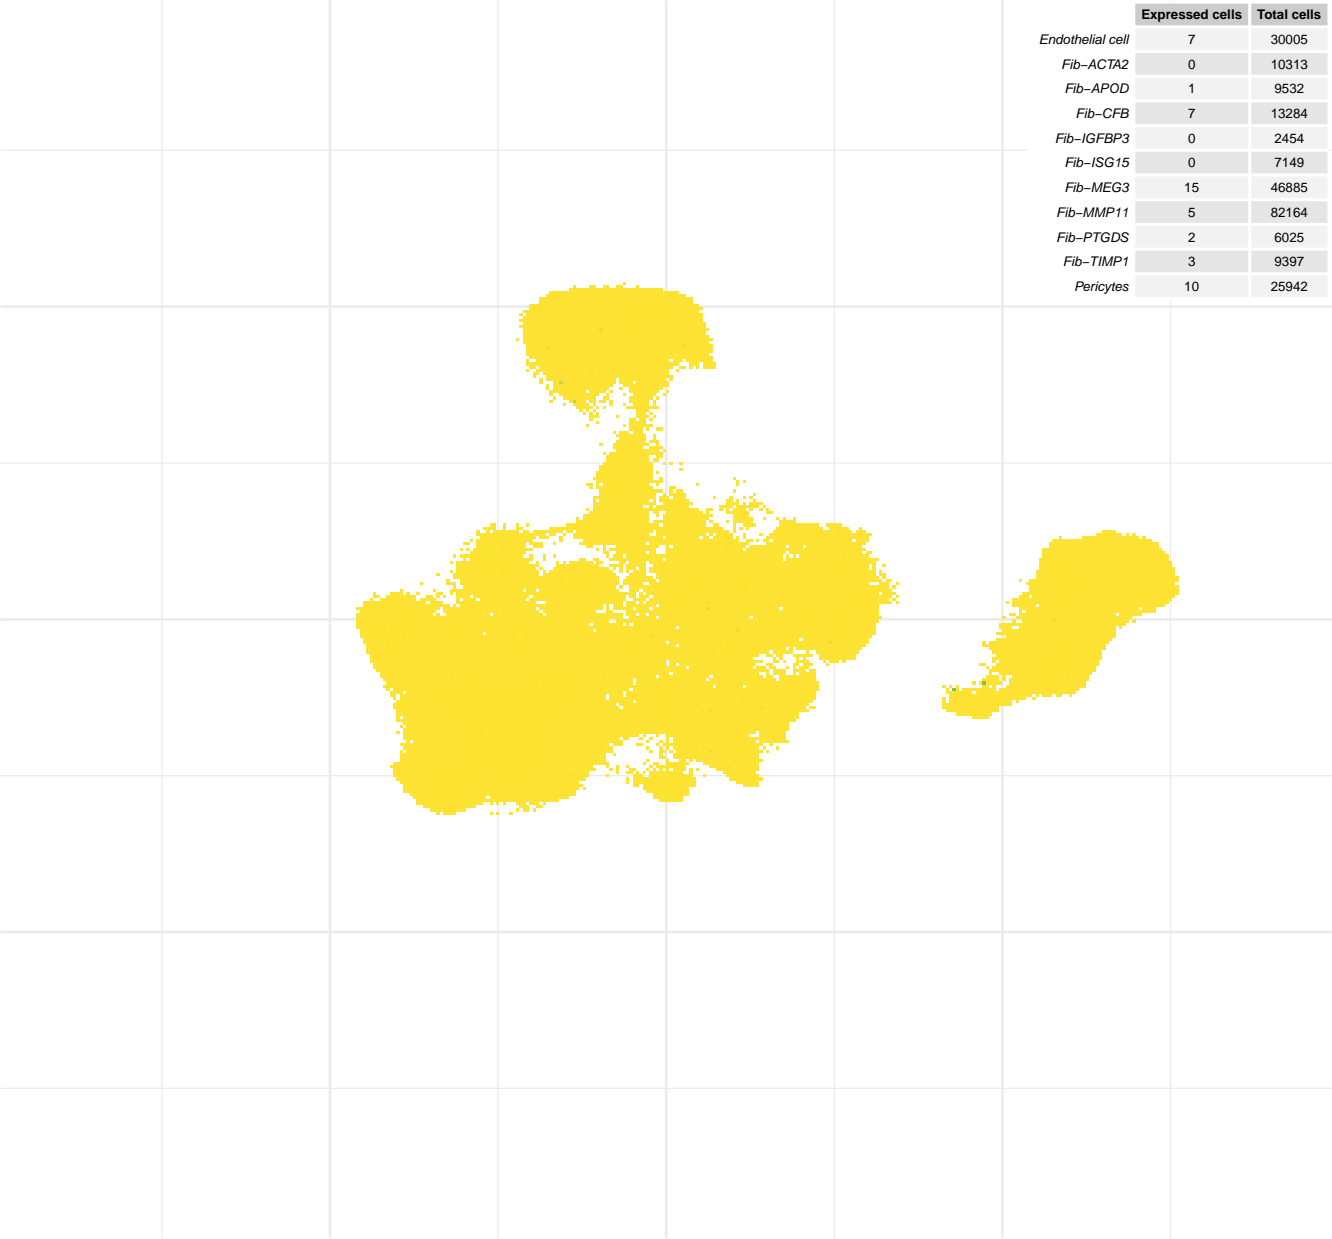 Expressed cells Total cells
Endothelial cell 7 30005
Fib−ACTA2 0 10313
Fib−APOD 1 9532
Fib−CFB 7 13284
Fib−IGFBP3 0 2454
Fib−ISG15 0 7149
Fib−MEG3 15 46885
Fib−MMP11 5 82164
Fib−PTGDS 2 6025
Fib−TIMP1 3 9397
Pericytes 10 25942